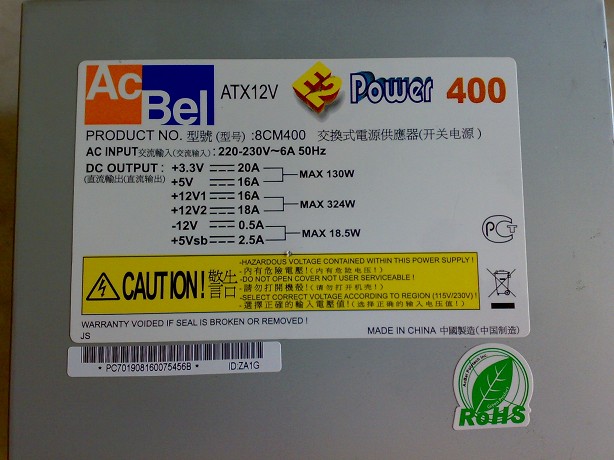 AcBel ATX12V E2 Power 400
PRODUCT NO. 型號 (型号) :8CM400 交換式電源供應器(开关电源)
AC INPUT交流輸入(交流输入) : 220-230V~6A 50Hz
DC OUTPUT :
(直流輸出)(直流输出)
+3.3V 20A
+5V 16A
MAX 130W
+12V1 16A
+12V2 18A
MAX 324W
-12V 0.5A
+5Vsb 2.5A
MAX 18.5W
PCT
CAUTION! 警告
-HAZARDOUS VOLTAGE CONTAINED WITHIN THIS POWER SUPPLY !
-內有危險電壓!(内有危险电压!)
-DO NOT OPEN COVER NOT USER SERVICEABLE !
-請勿打開機殼!(请勿打开机壳!)
-SELECT CORRECT VOLTAGE ACCORDING TO REGION (115V/230V) !
-選擇正確的輸入電壓值!(选择正确的输入电压值!)
WARRANTY VOIDED IF SEAL IS BROKEN OR REMOVED !
MADE IN CHINA 中國製造(中国制造)
JS
* PC701908160075456B * ID:ZA1G
RoHS